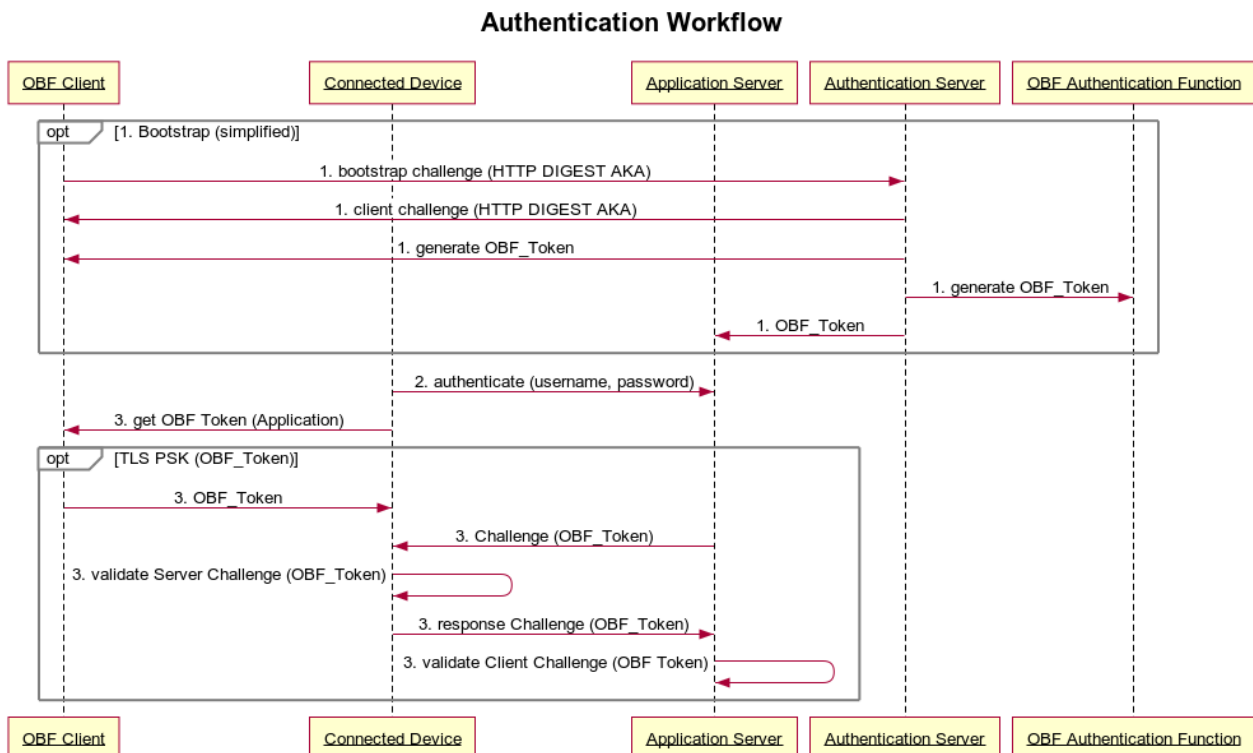 Authentication Workflow
OBF Client
Connected Device
Application Server
Authentication Server
OBF Authentication Function
opt
[1. Bootstrap (simplified)]
1. bootstrap challenge (HTTP DIGEST AKA)
1. client challenge (HTTP DIGEST AKA)
1. generate OBF_Token
1. generate OBF_Token
1. OBF_Token
2. authenticate (username, password)
3. get OBF Token (Application)
opt
[TLS PSK (OBF_Token)]
3. OBF_Token
3. Challenge (OBF_Token)
3. validate Server Challenge (OBF_Token)
3. response Challenge (OBF_Token)
3. validate Client Challenge (OBF Token)
OBF Client
Connected Device
Application Server
Authentication Server
OBF Authentication Function